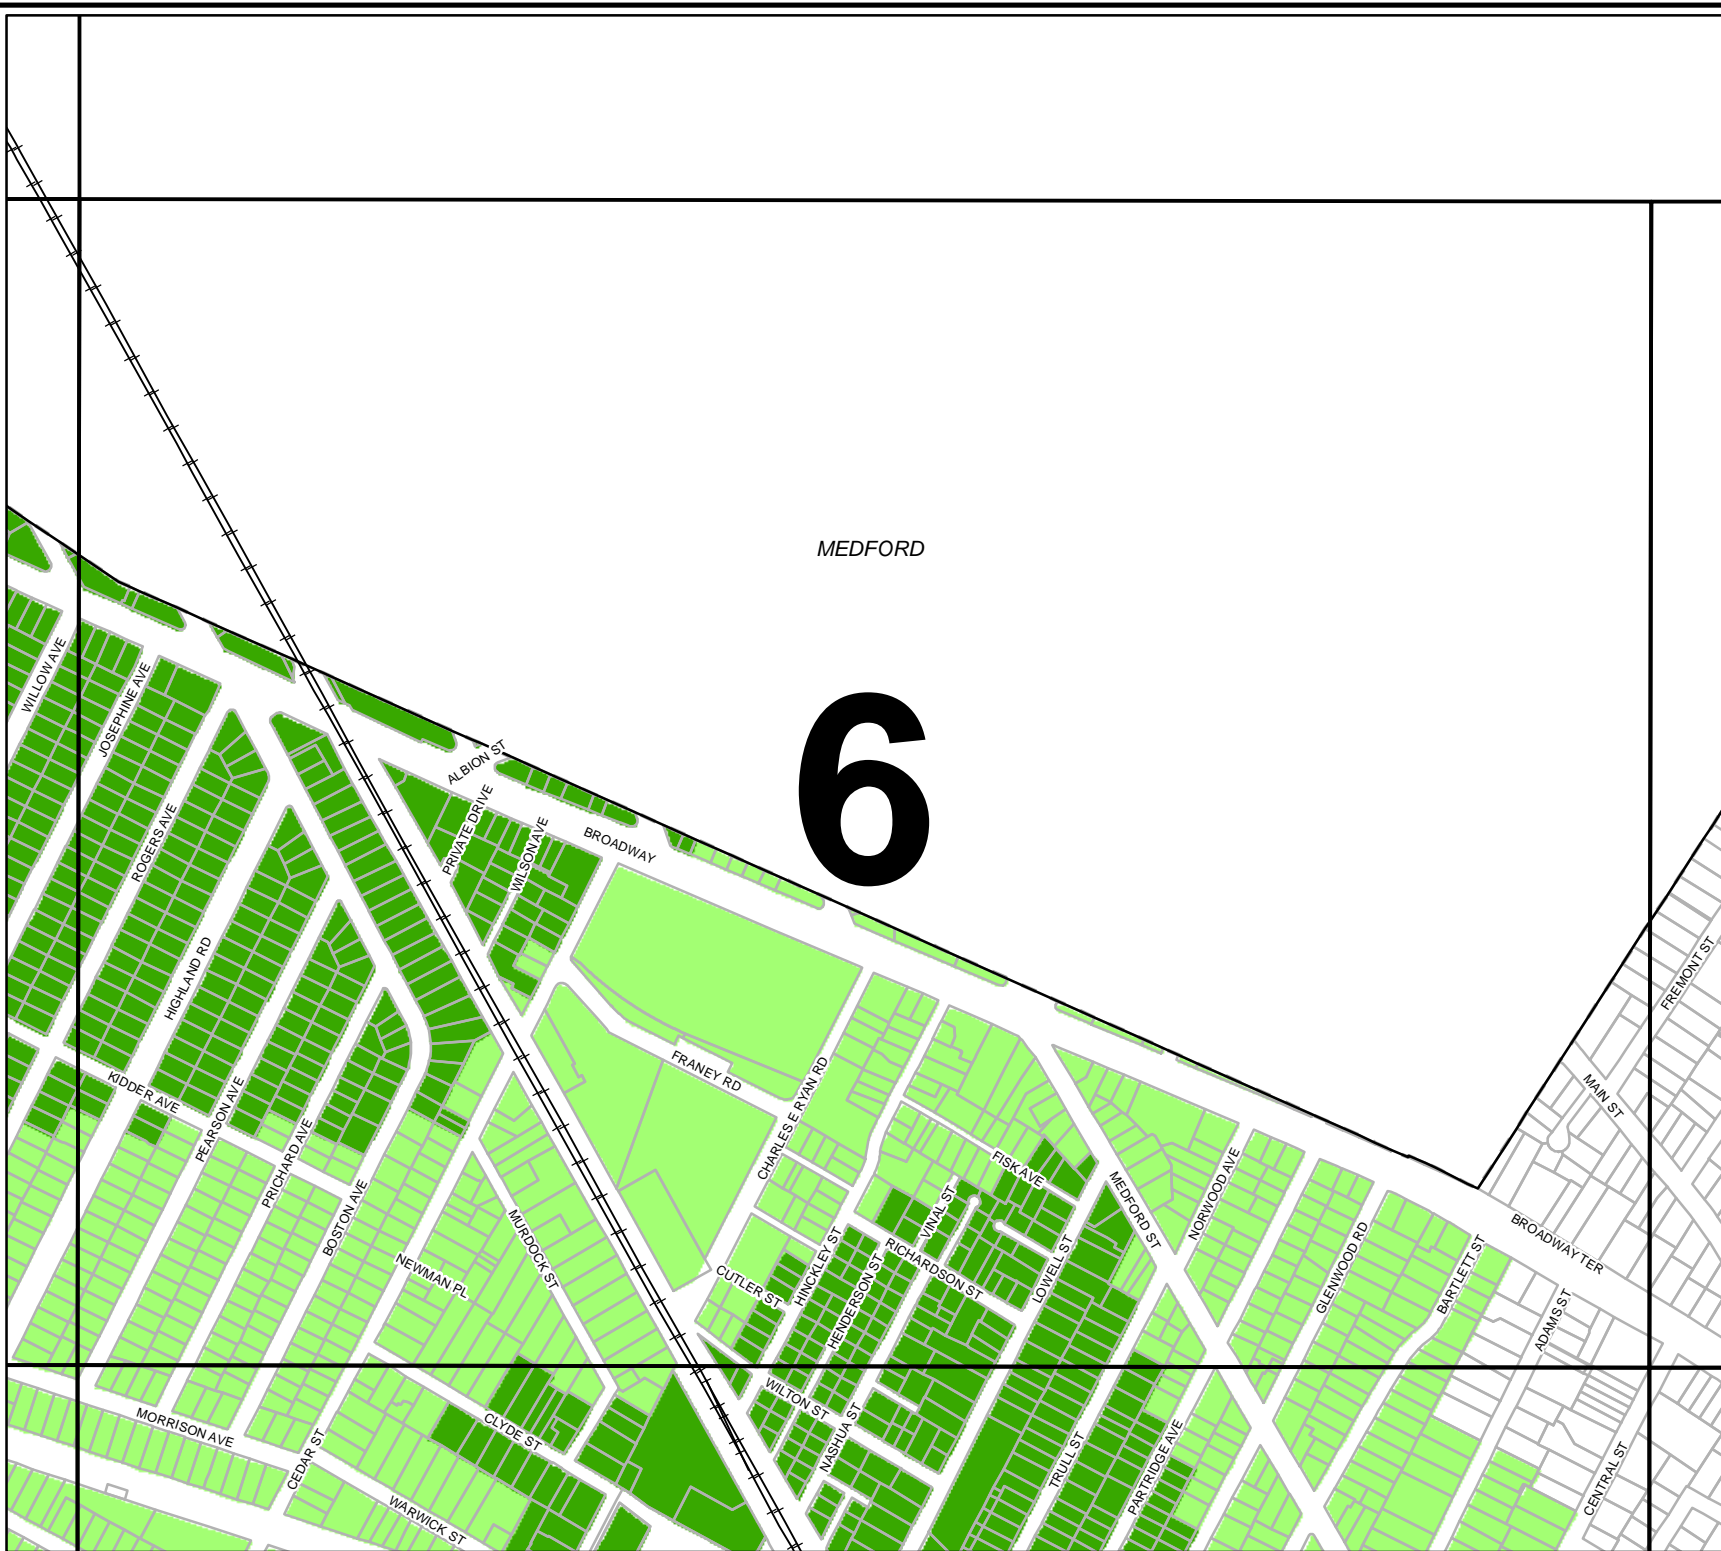 MEDFORD
6
WILLOW AVE
JOSEPHINE AVE
ROGERS AVE
HIGHLAND RD
ALBION ST
PRIVATE DRIVE
WILSON AVE
BROADWAY
FREMONT ST
MAIN ST
KIDDER AVE
PEARSON AVE
PRICHARD AVE
BOSTON AVE
FRANEY RD
CHARLES E RYAN RD
FISK AVE
MEDFORD ST
NORWOOD AVE
VINAL ST
MURDOCK ST
NEWMAN PL
CUTLER ST
HINCKLEY ST
HENDERSON ST
RICHARDSON ST
LOWELL ST
GLENWOOD RD
BARTLETT ST
BROADWAY TER
ADAMS ST
MORRISON AVE
CEDAR ST
CLYDE ST
WARWICK ST
WILTON ST
NASHUA ST
TRULL ST
PARTRIDGE AVE
CENTRAL ST